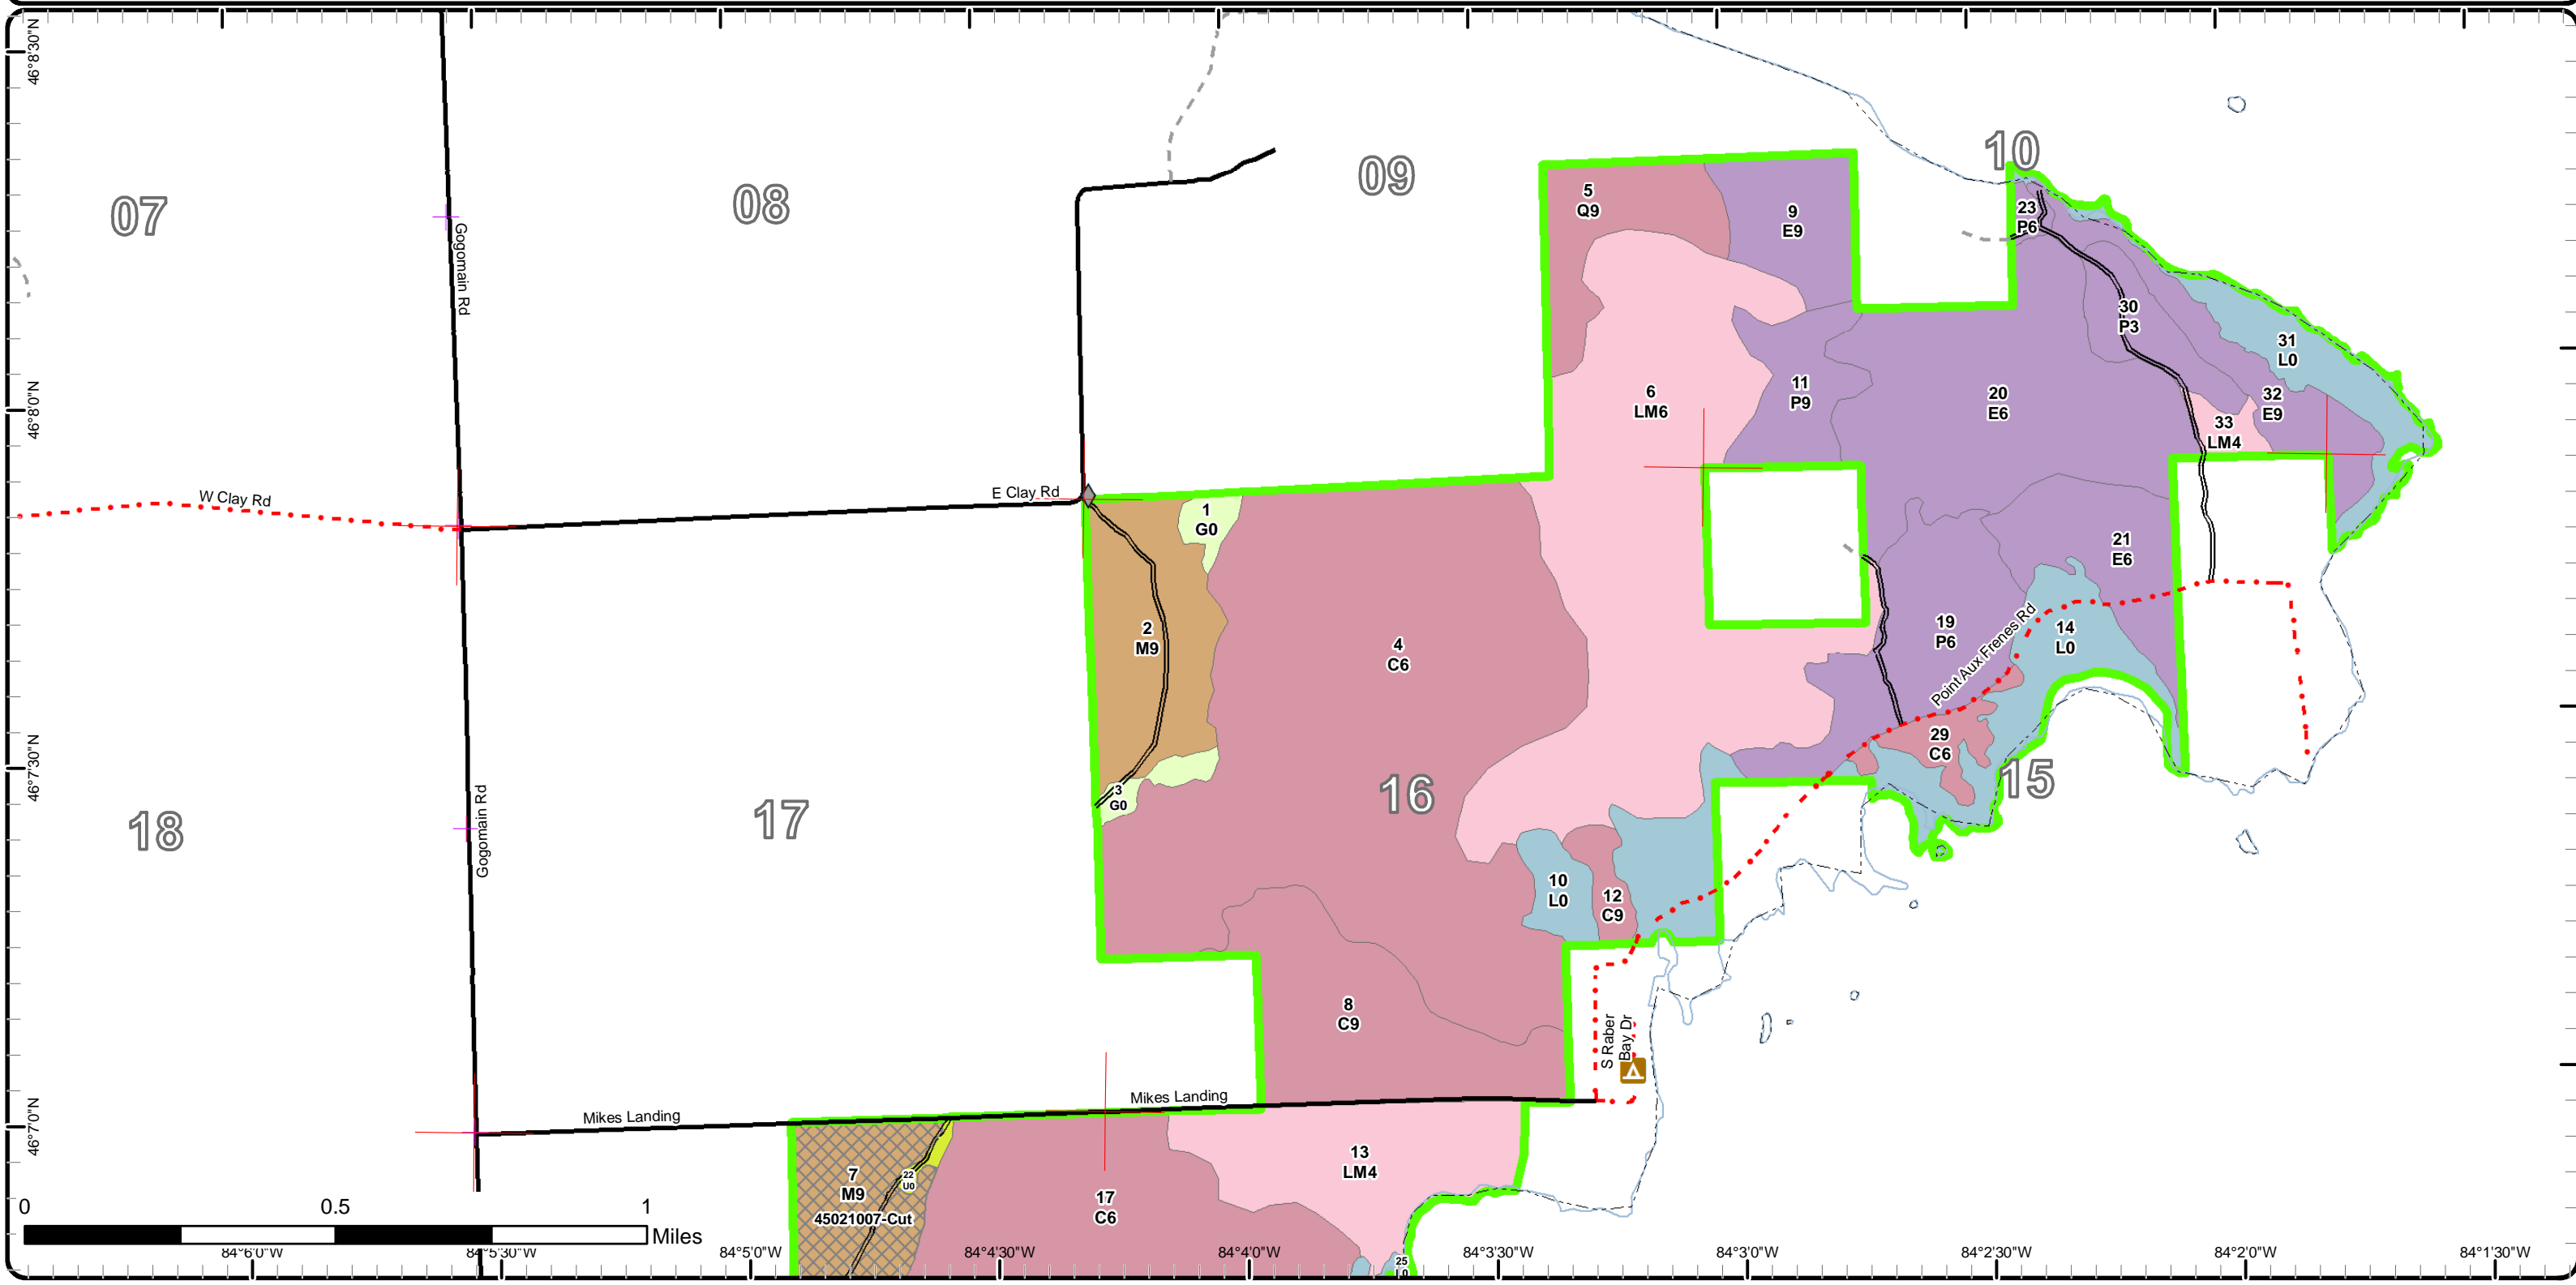 46°8'30"N
10
09
07
08
5
Q9
9
E9
23
P6
Gogomain Rd
30
P3
31
L0
46°8'0"N
6
LM6
11
P9
20
E6
32
E9
33
LM4
W Clay Rd
E Clay Rd
1
G0
21
E6
2
M9
4
C6
19
P6
14
L0
Point Aux Frenes Rd
46°7'30"N
29
C6
15
3
G0
16
17
18
Gogomain Rd
10
L0
12
C9
8
C9
S Raber
Bay Dr
46°7'0"N
Mikes Landing
Mikes Landing
13
LM4
7
M9
22
U0
17
C6
45021007-Cut
0 0.5 1
Miles
25
84°6'0"W 84°5'30"W 84°5'0"W 84°4'30"W 84°4'0"W 84°3'30"W 84°3'0"W 84°2'30"W 84°2'0"W 84°1'30"W